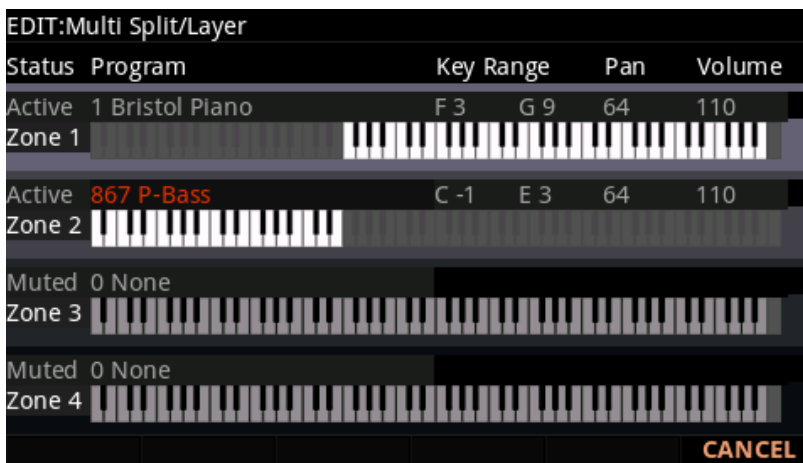 EDIT:Multi Split/Layer
Status Program Key Range Pan Volume
Active 1 Bristol Piano F 3 G 9 64 110
Zone 1
Active 867 P-Bass C -1 E 3 64 110
Zone 2
Muted 0 None
Zone 3
Muted 0 None
Zone 4
CANCEL